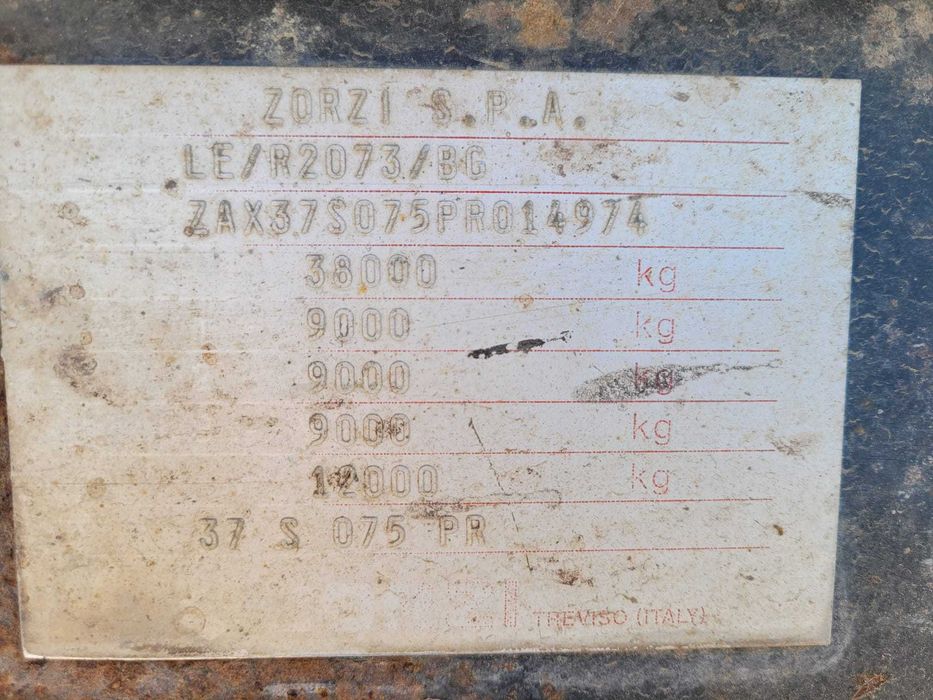 ZORZI S.P.A.
LE/R2073/BG
ZAX37S075PR014974
38000 kg
9000 kg
9000 kg
9000 kg
12000 kg
37 S 075 PR
TREVISO (ITALY)